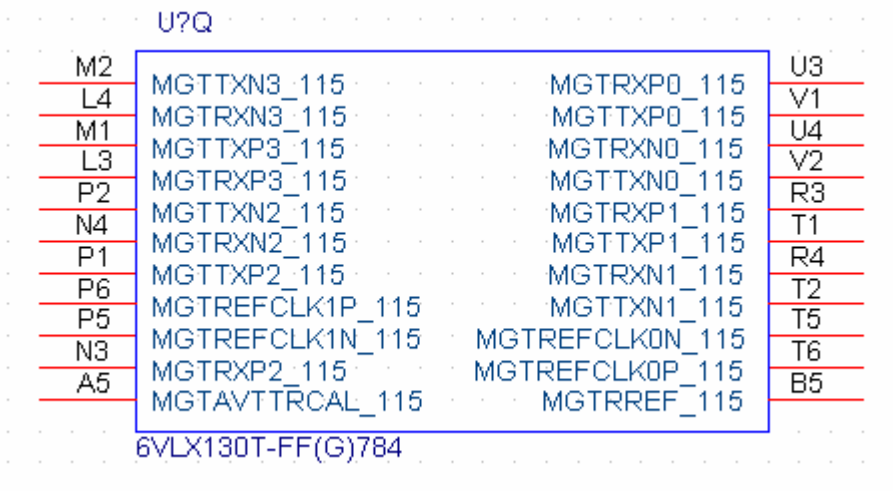 U?Q
M2 MGTTXN3_115 MGTRXP0_115 U3
L4 MGTRXN3_115 MGTTXP0_115 V1
M1 MGTTXP3_115 MGTRXN0_115 U4
L3 MGTRXP3_115 MGTTXN0_115 V2
P2 MGTTXN2_115 MGTRXP1_115 R3
N4 MGTRXN2_115 MGTTXP1_115 T1
P1 MGTTXP2_115 MGTRXN1_115 R4
P6 MGTREFCLK1P_115 MGTTXN1_115 T2
P5 MGTREFCLK1N_115 MGTREFCLK0N_115 T5
N3 MGTRXP2_115 MGTREFCLK0P_115 T6
A5 MGTAVTTRCAL_115 MGTRREF_115 B5
6VLX130T-FF(G)784